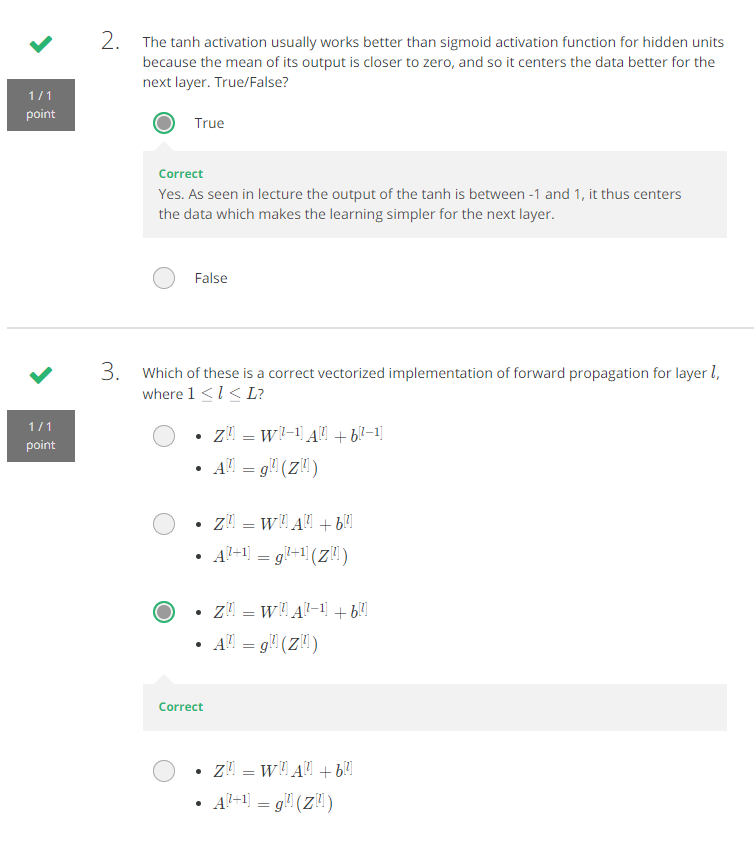 2. The tanh activation usually works better than sigmoid activation function for hidden units
because the mean of its output is closer to zero, and so it centers the data better for the
next layer. True/False?
1 / 1
point
True
Correct
Yes. As seen in lecture the output of the tanh is between -1 and 1, it thus centers
the data which makes the learning simpler for the next layer.
False
3. Which of these is a correct vectorized implementation of forward propagation for layer l,
where 1 ≤ l ≤ L?
1 / 1
point
• Z^[l] = W^[l−1] A^[l] + b^[l−1]
• A^[l] = g^[l](Z^[l])
• Z^[l] = W^[l] A^[l] + b^[l]
• A^[l+1] = g^[l+1](Z^[l])
• Z^[l] = W^[l] A^[l−1] + b^[l]
• A^[l] = g^[l](Z^[l])
Correct
• Z^[l] = W^[l] A^[l] + b^[l]
• A^[l+1] = g^[l](Z^[l])